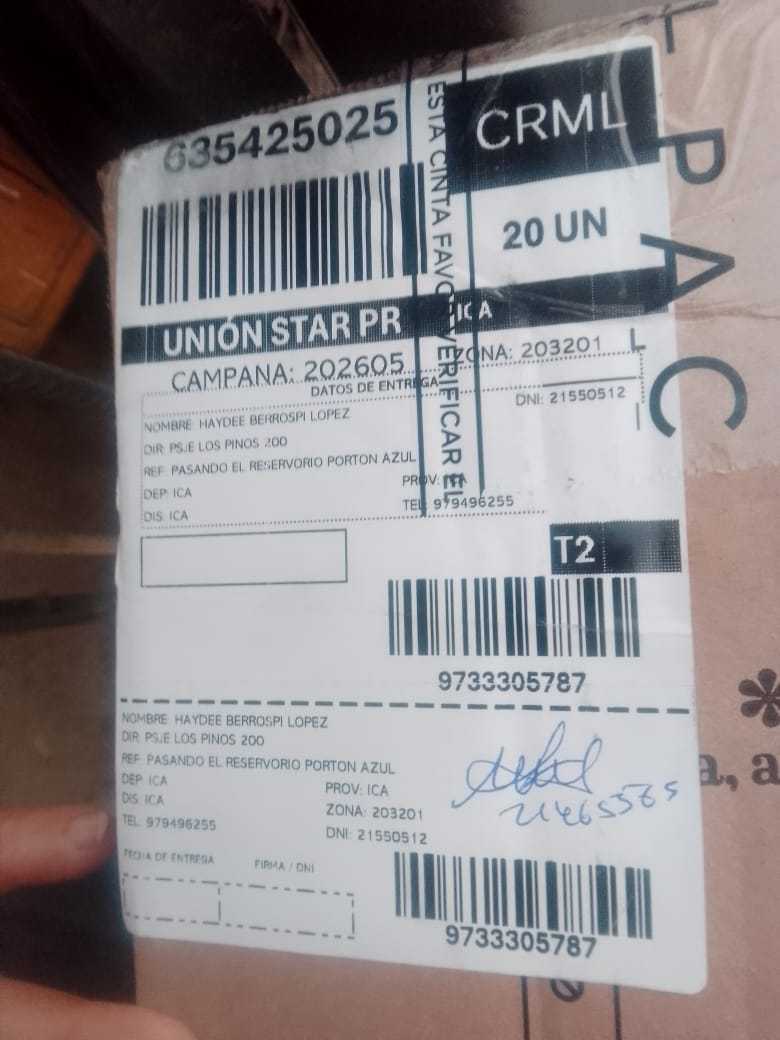 635425025
CRML
20 UN
UNIÓN STAR PR
ICA
CAMPAÑA: 202605
ZONA: 203201
DATOS DE ENTREGA
DNI: 21550512
NOMBRE: HAYDEE BERROSPI LOPEZ
DIR: PSJE LOS PINOS 200
REF: PASANDO EL RESERVORIO PORTON AZUL
DEP: ICA
PROV:
DIS: ICA
TEL: 979496255
ESTA CINTA
VERIFICAR EL
L PAC
T2
9733305787
NOMBRE: HAYDEE BERROSPI LOPEZ
DIR: PSJE LOS PINOS 200
REF: PASANDO EL RESERVORIO PORTON AZUL
DEP: ICA
PROV: ICA
DIS: ICA
ZONA: 203201
TEL: 979496255
DNI: 21550512
21465565
FECHA DE ENTREGA
FIRMA / DNI
9733305787
a, a